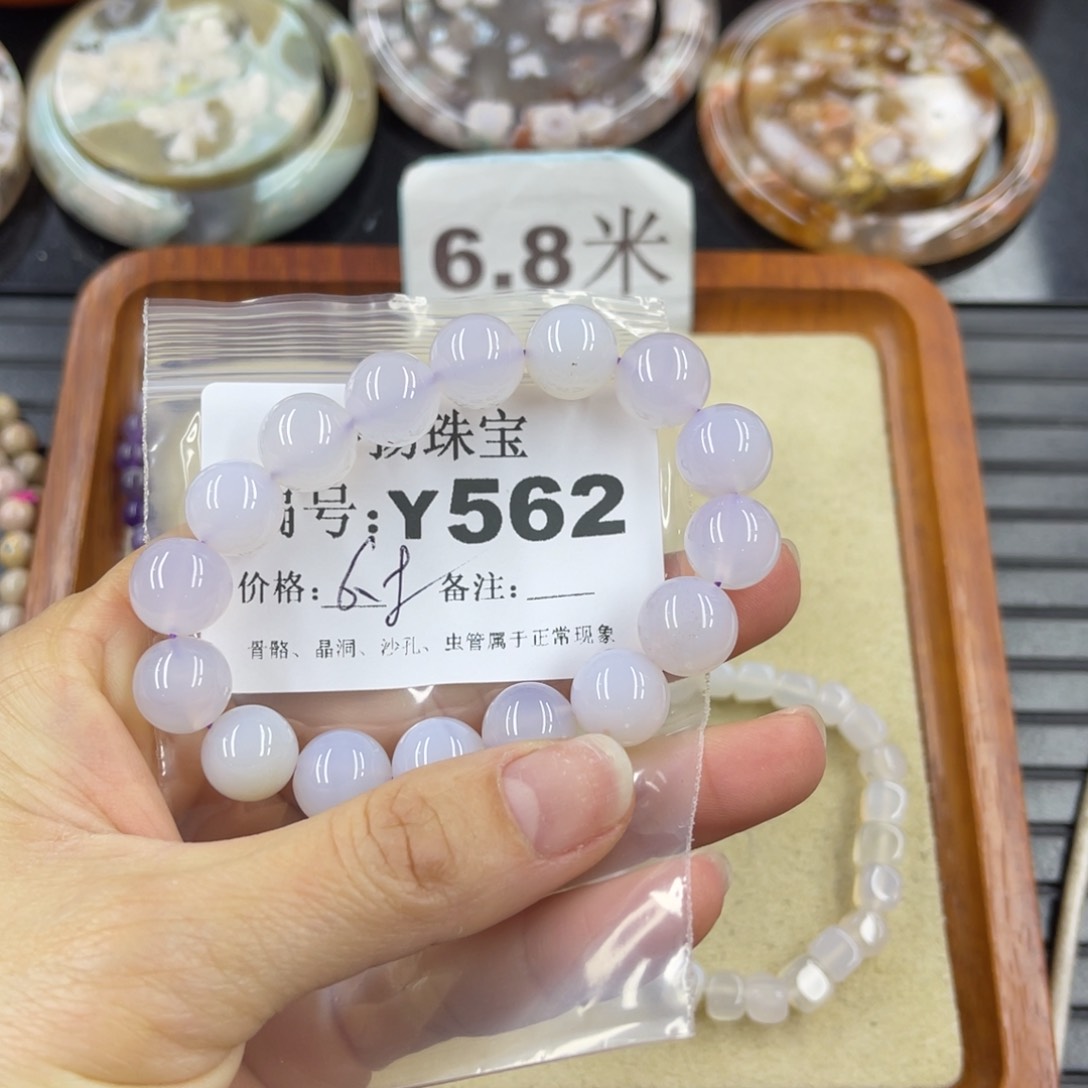 6.8米
珠宝
号:Y562
价格:68 备注:
骨骼、晶洞、沙孔、虫管属于正常现象